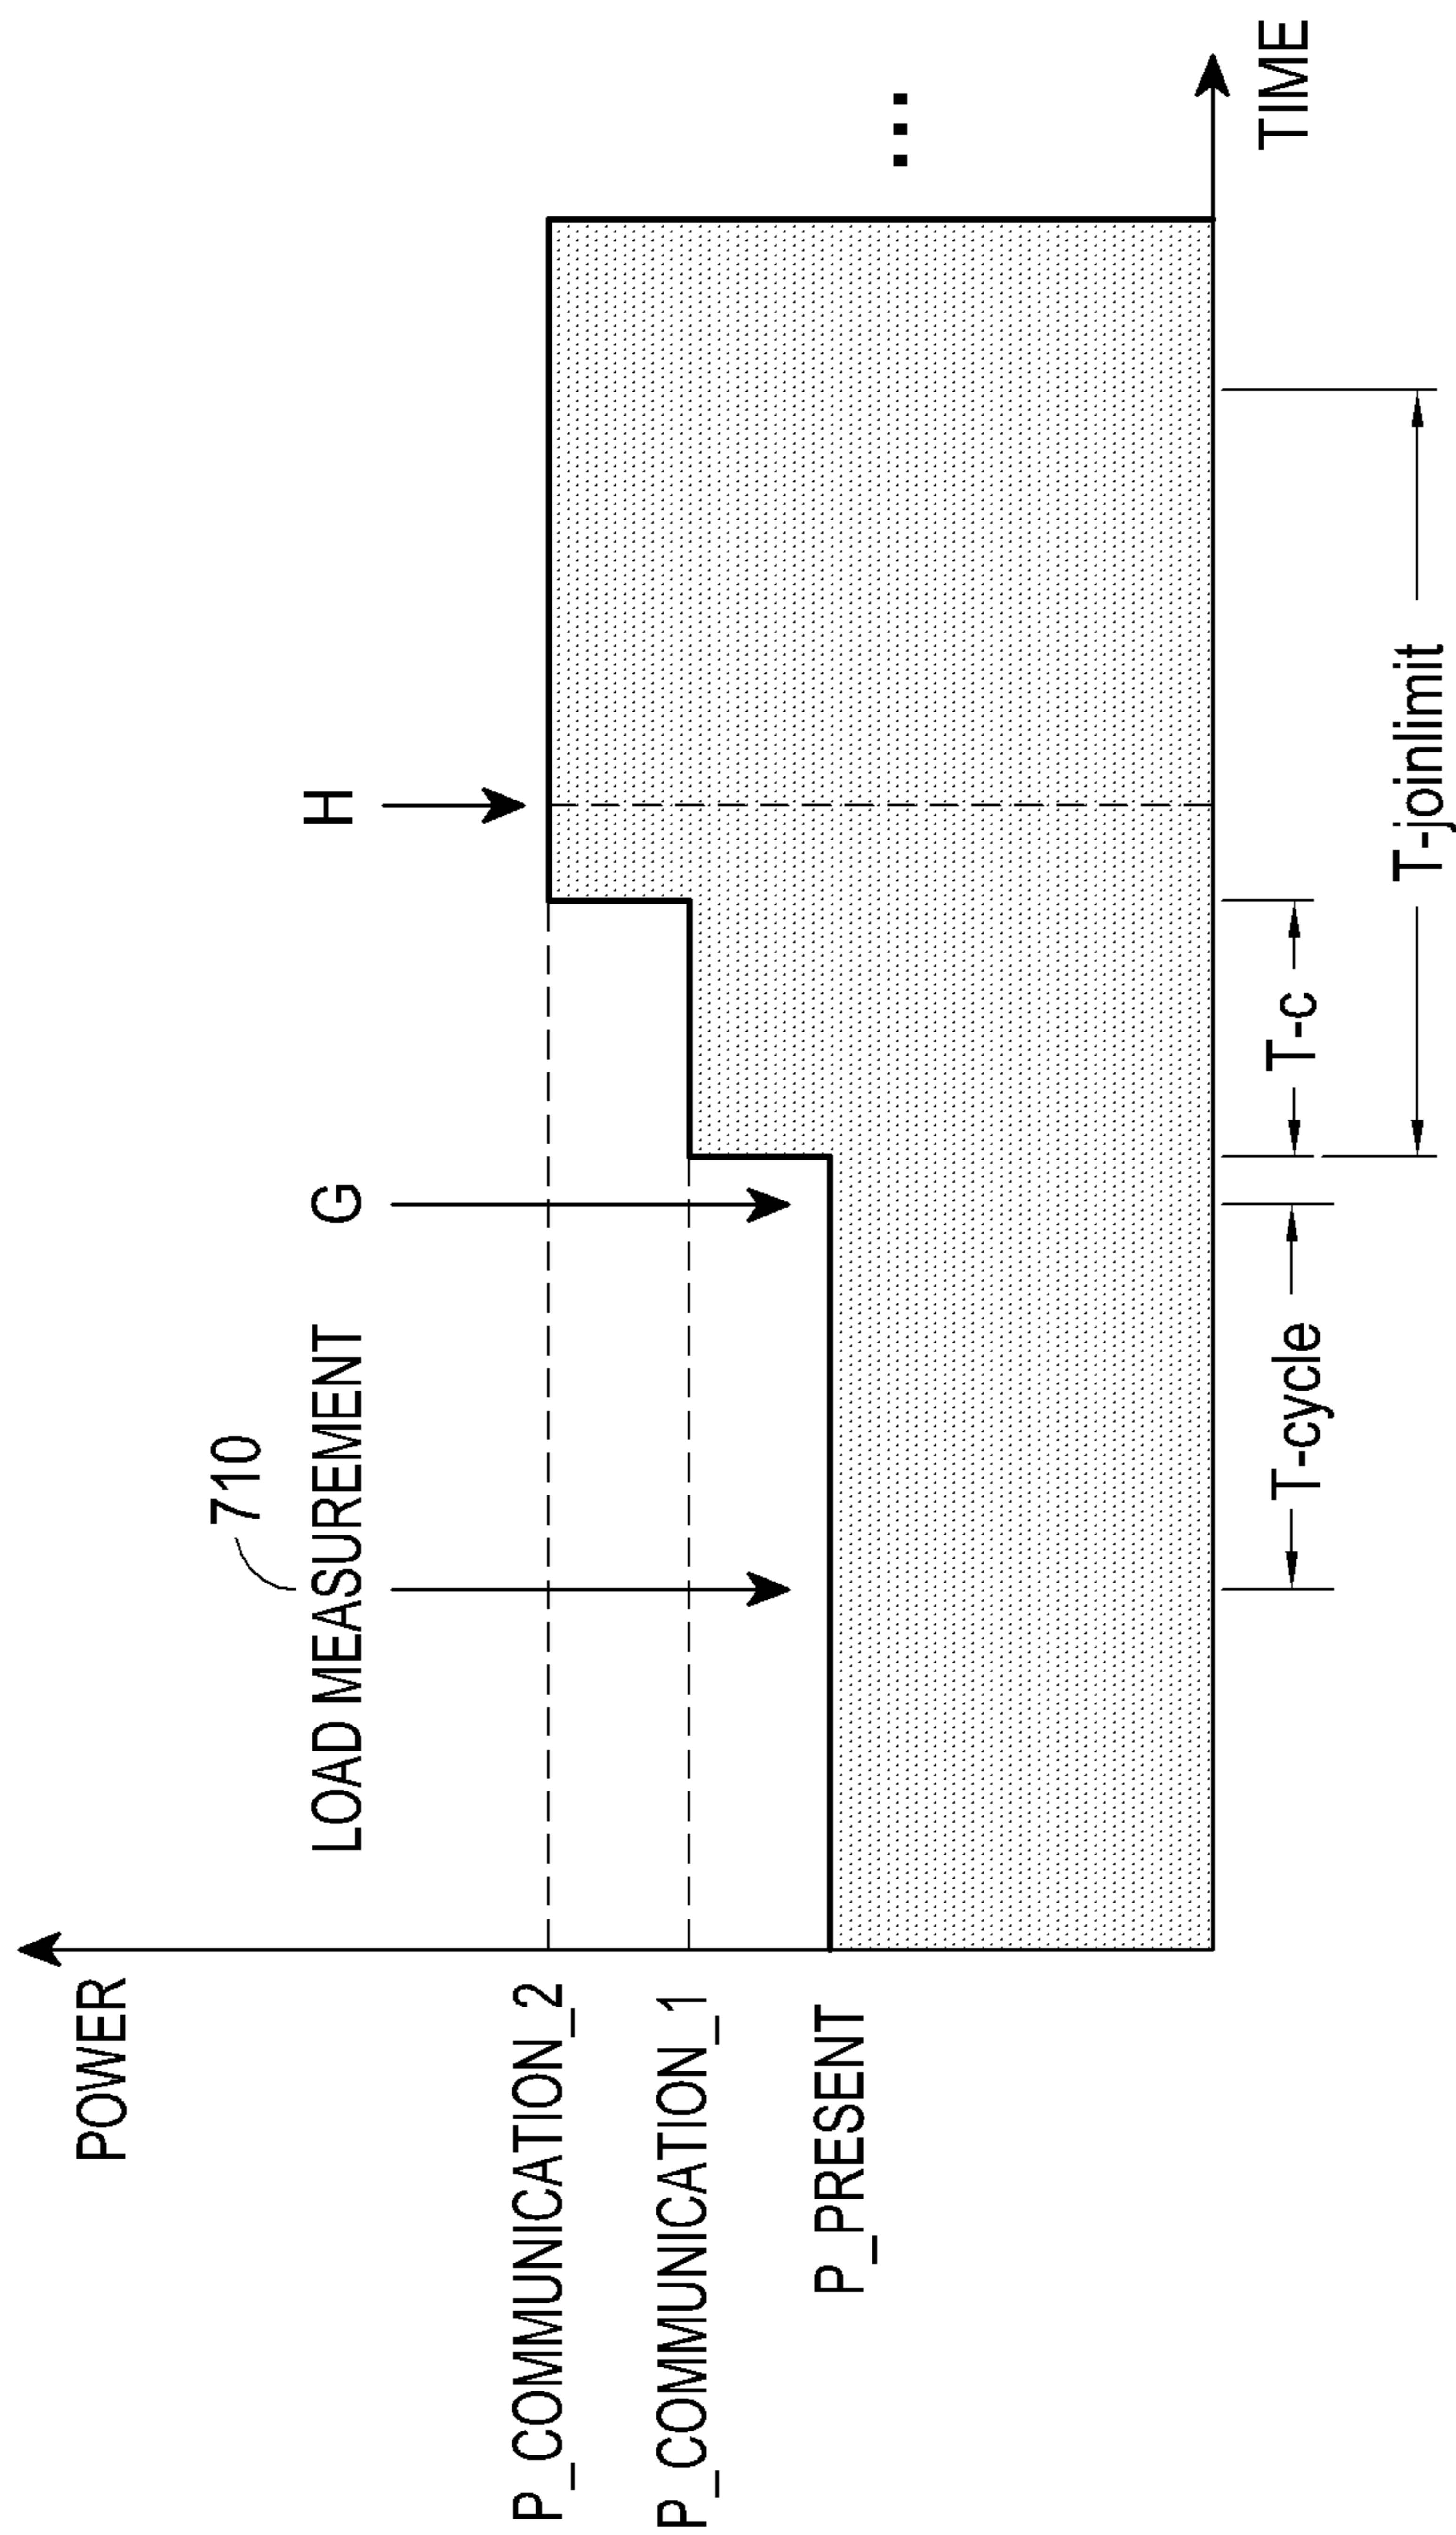 POWER
710
LOAD MEASUREMENT
G
H
P_COMMUNICATION_2
P_COMMUNICATION_1
P_PRESENT
...
TIME
T-cycle
T-c
T-joinlimit